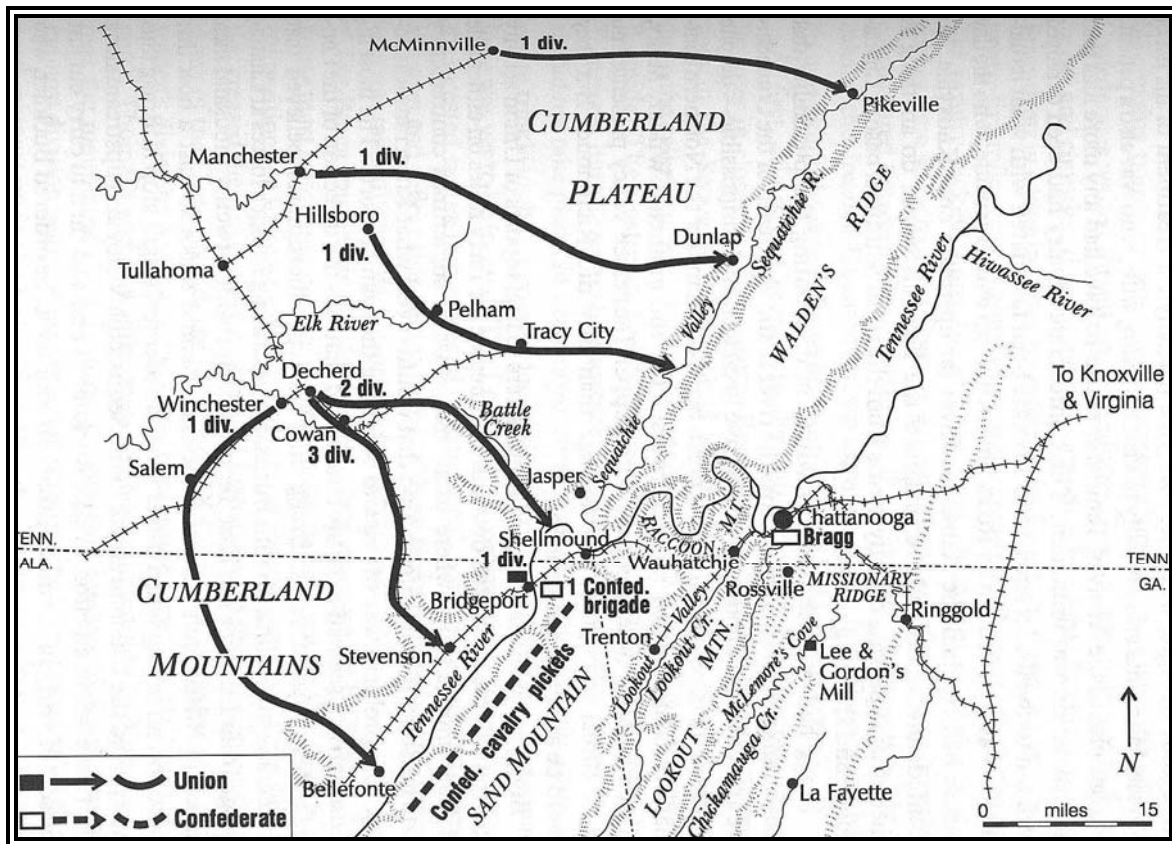 McMinnville
1 div.
Pikeville
CUMBERLAND
PLATEAU
Manchester
1 div.
Hillsboro
1 div.
Dunlap
Sequatchie R.
Valley
Sequatchie
WALDEN'S
RIDGE
Tennessee River
Hiwassee River
Tullahoma
Pelham
Elk River
Tracy City
To Knoxville
& Virginia
Decherd
2 div.
Winchester
1 div.
Cowan
3 div.
Battle
Creek
Salem
Jasper
Chattanooga
Bragg
Shellmound
RACCOON
MT.
Wauhatchie
TENN.
ALA.
TENN.
GA.
1 div.
Bridgeport
1 Confed.
brigade
Rossville
MISSIONARY
RIDGE
Ringgold
CUMBERLAND
MOUNTAINS
Stevenson
Tennessee River
Trenton
Lookout Valley
Lookout Cr.
LOOKOUT MTN.
McLemore's Cove
Chickamauga Cr.
Lee &
Gordon's
Mill
Confed.
cavalry pickets
SAND MOUNTAIN
Bellefonte
La Fayette
Union
Confederate
N
0 miles 15